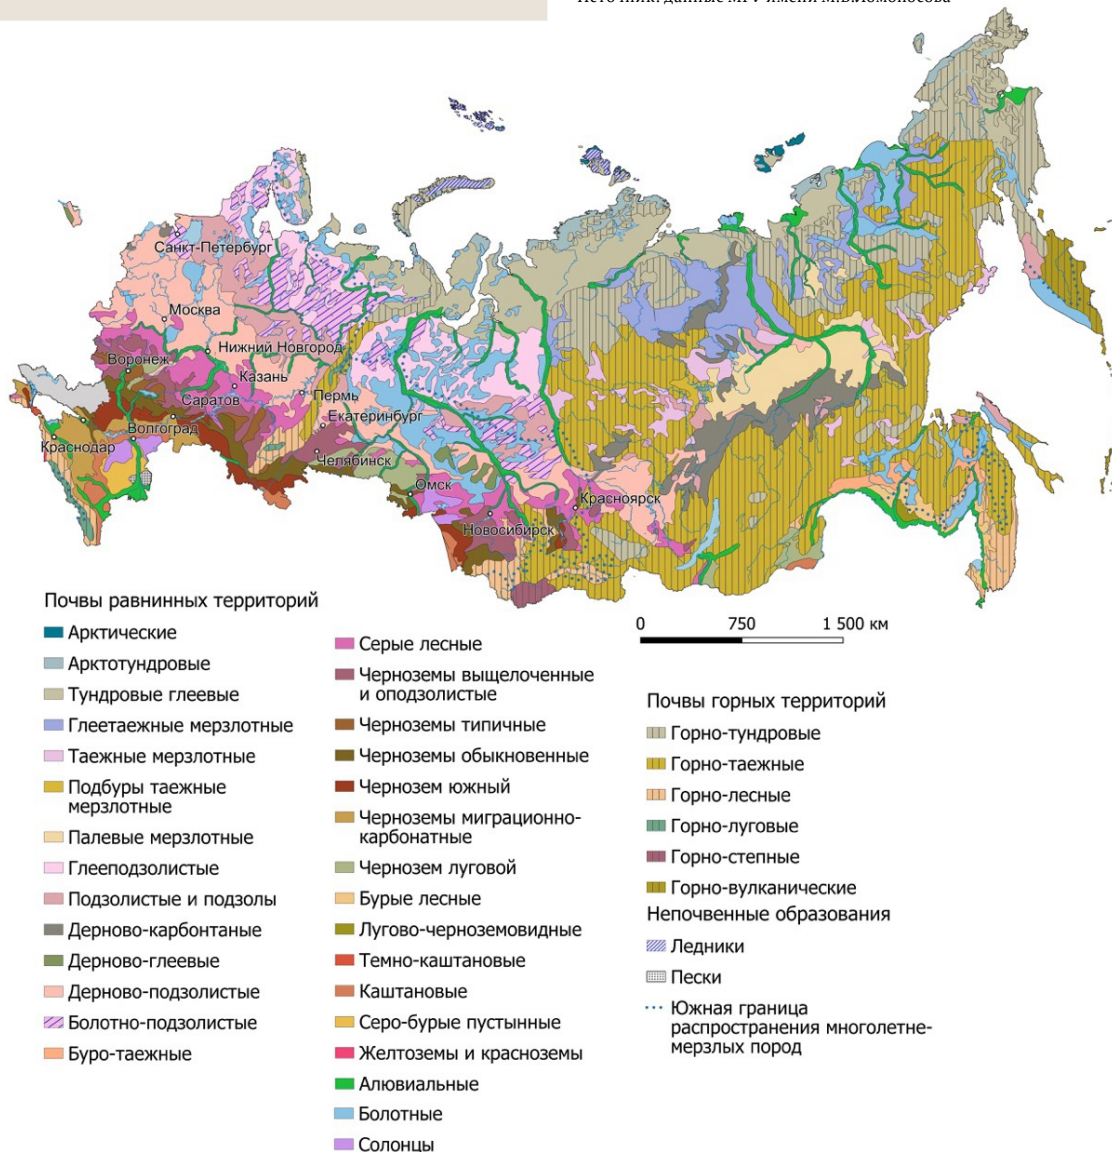 Источник: данные МГУ имени М.В.Ломоносова
Санкт-Петербург
Москва
Нижний Новгород
Воронеж
Казань
Пермь
Саратов
Екатеринбург
Волгоград
Краснодар
Челябинск
Омск
Красноярск
Новосибирск
Почвы равнинных территорий
Арктические
Арктотундровые
Тундровые глеевые
Глеетаежные мерзлотные
Таежные мерзлотные
Подбуры таежные
мерзлотные
Палевые мерзлотные
Глееподзолистые
Подзолистые и подзолы
Дерново-карбонтаные
Дерново-глеевые
Дерново-подзолистые
Болотно-подзолистые
Буро-таежные
Серые лесные
Черноземы выщелоченные
и оподзолистые
Черноземы типичные
Черноземы обыкновенные
Чернозем южный
Черноземы миграционно-
карбонатные
Чернозем луговой
Бурые лесные
Лугово-черноземовидные
Темно-каштановые
Каштановые
Серо-бурые пустынные
Желтоземы и красноземы
Алювиальные
Болотные
Солонцы
0 750 1 500 км
Почвы горных территорий
Горно-тундровые
Горно-таежные
Горно-лесные
Горно-луговые
Горно-степные
Горно-вулканические
Непочвенные образования
Ледники
Пески
Южная граница
распространения многолетне-
мерзлых пород